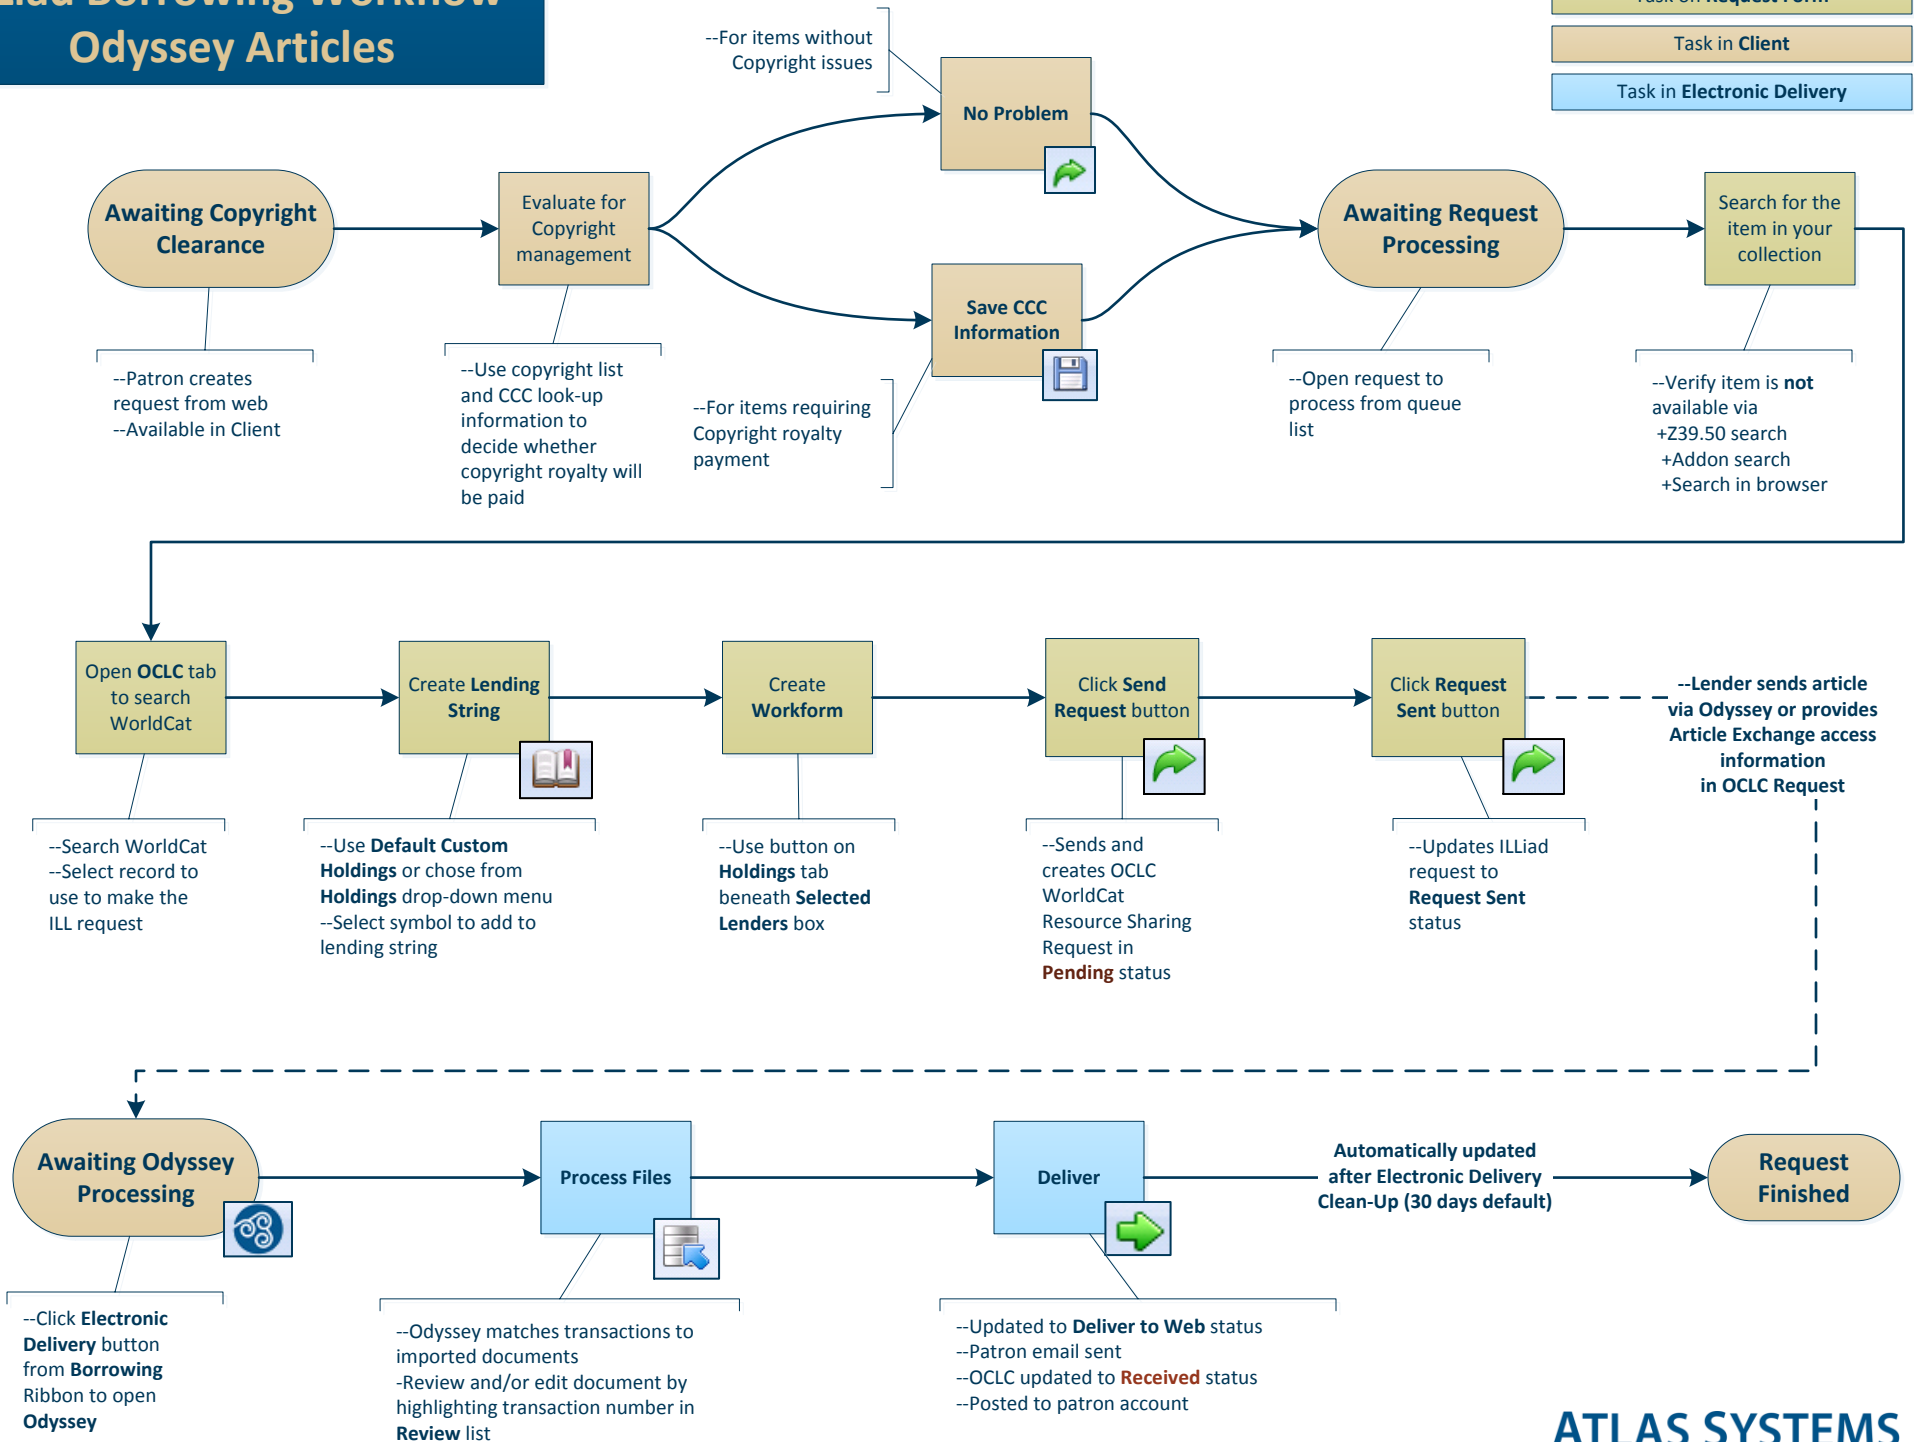 Liad Borrowing Workflow
Odyssey Articles
Task on Request Form
Task in Client
Task in Electronic Delivery
--For items without
Copyright issues
No Problem
Awaiting Copyright
Clearance
Evaluate for
Copyright
management
Save CCC
Information
Awaiting Request
Processing
Search for the
item in your
collection
--Patron creates
request from web
--Available in Client
--Use copyright list
and CCC look-up
information to
decide whether
copyright royalty will
be paid
--For items requiring
Copyright royalty
payment
--Open request to
process from queue
list
--Verify item is not
available via
+Z39.50 search
+Addon search
+Search in browser
Open OCLC tab
to search
WorldCat
Create Lending
String
Create
Workform
Click Send
Request button
Click Request
Sent button
--Lender sends article
via Odyssey or provides
Article Exchange access
information
in OCLC Request
--Search WorldCat
--Select record to
use to make the
ILL request
--Use Default Custom
Holdings or chose from
Holdings drop-down menu
--Select symbol to add to
lending string
--Use button on
Holdings tab
beneath Selected
Lenders box
--Sends and
creates OCLC
WorldCat
Resource Sharing
Request in
Pending status
--Updates ILLiad
request to
Request Sent
status
Awaiting Odyssey
Processing
Process Files
Deliver
Automatically updated
after Electronic Delivery
Clean-Up (30 days default)
Request
Finished
--Click Electronic
Delivery button
from Borrowing
Ribbon to open
Odyssey
--Odyssey matches transactions to
imported documents
-Review and/or edit document by
highlighting transaction number in
Review list
--Updated to Deliver to Web status
--Patron email sent
--OCLC updated to Received status
--Posted to patron account
ATLAS SYSTEMS